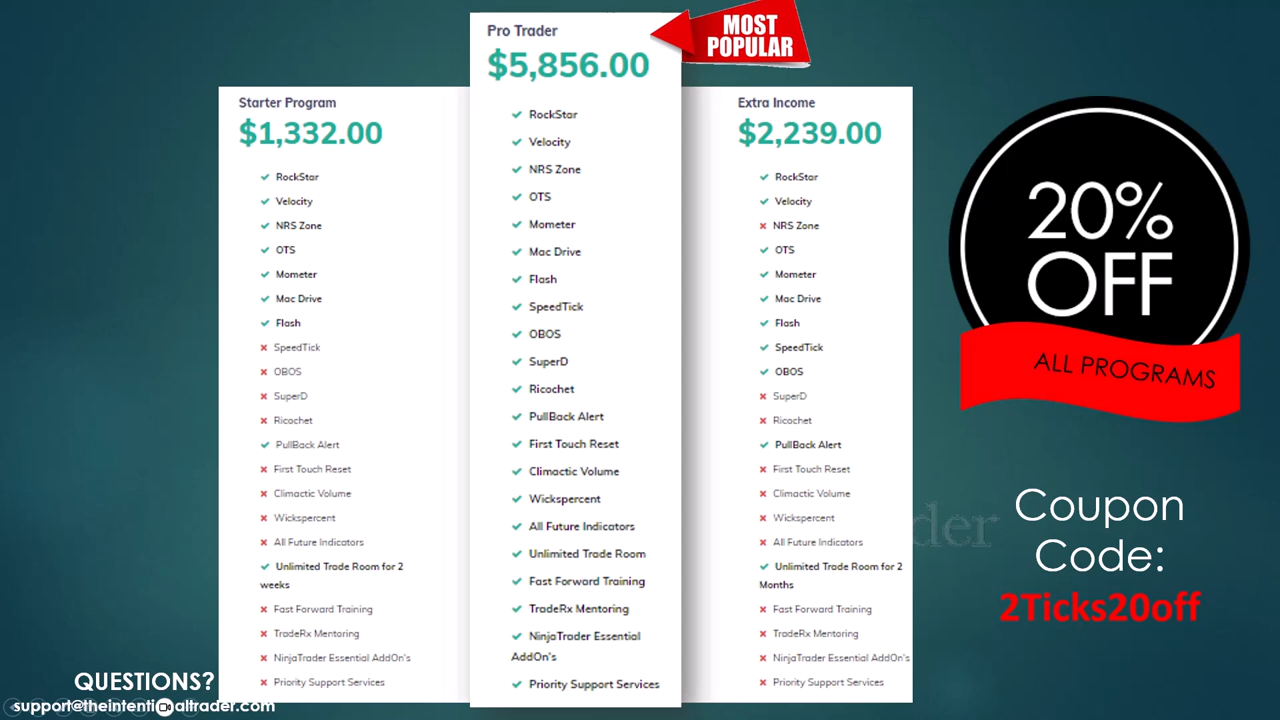 Starter Program
$1,332.00
RockStar
Velocity
NRS Zone
OTS
Mometer
Mac Drive
Flash
SpeedTick
OBOS
SuperD
Ricochet
PullBack Alert
First Touch Reset
Climactic Volume
Wickspercent
All Future Indicators
Unlimited Trade Room for 2
weeks
Fast Forward Training
TradeRx Mentoring
NinjaTrader Essential AddOn's
Priority Support Services
Pro Trader
$5,856.00
RockStar
Velocity
NRS Zone
OTS
Mometer
Mac Drive
Flash
SpeedTick
OBOS
SuperD
Ricochet
PullBack Alert
First Touch Reset
Climactic Volume
Wickspercent
All Future Indicators
Unlimited Trade Room
Fast Forward Training
TradeRx Mentoring
NinjaTrader Essential
AddOn's
Priority Support Services
MOST
POPULAR
Extra Income
$2,239.00
RockStar
Velocity
NRS Zone
OTS
Mometer
Mac Drive
Flash
SpeedTick
OBOS
SuperD
Ricochet
PullBack Alert
First Touch Reset
Climactic Volume
Wickspercent
All Future Indicators
Unlimited Trade Room for 2
Months
Fast Forward Training
TradeRx Mentoring
NinjaTrader Essential AddOn's
Priority Support Services
20%
OFF
ALL PROGRAMS
Coupon
Code:
2Ticks20off
QUESTIONS?
support@theintentionaltrader.com